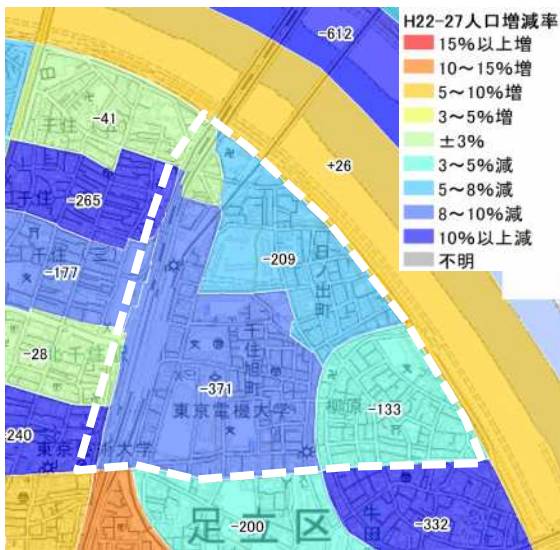 H22-27人口増減率
15%以上増
10～15%増
5～10%増
3～5%増
±3%
3～5%減
5～8%減
8～10%減
10%以上減
不明
-612
-41
+26
-265
-177
-209
日ノ出町
-28
千住旭町
-371
東京電機大学
柳原
-133
-240
足立区
-200
-332
牛田